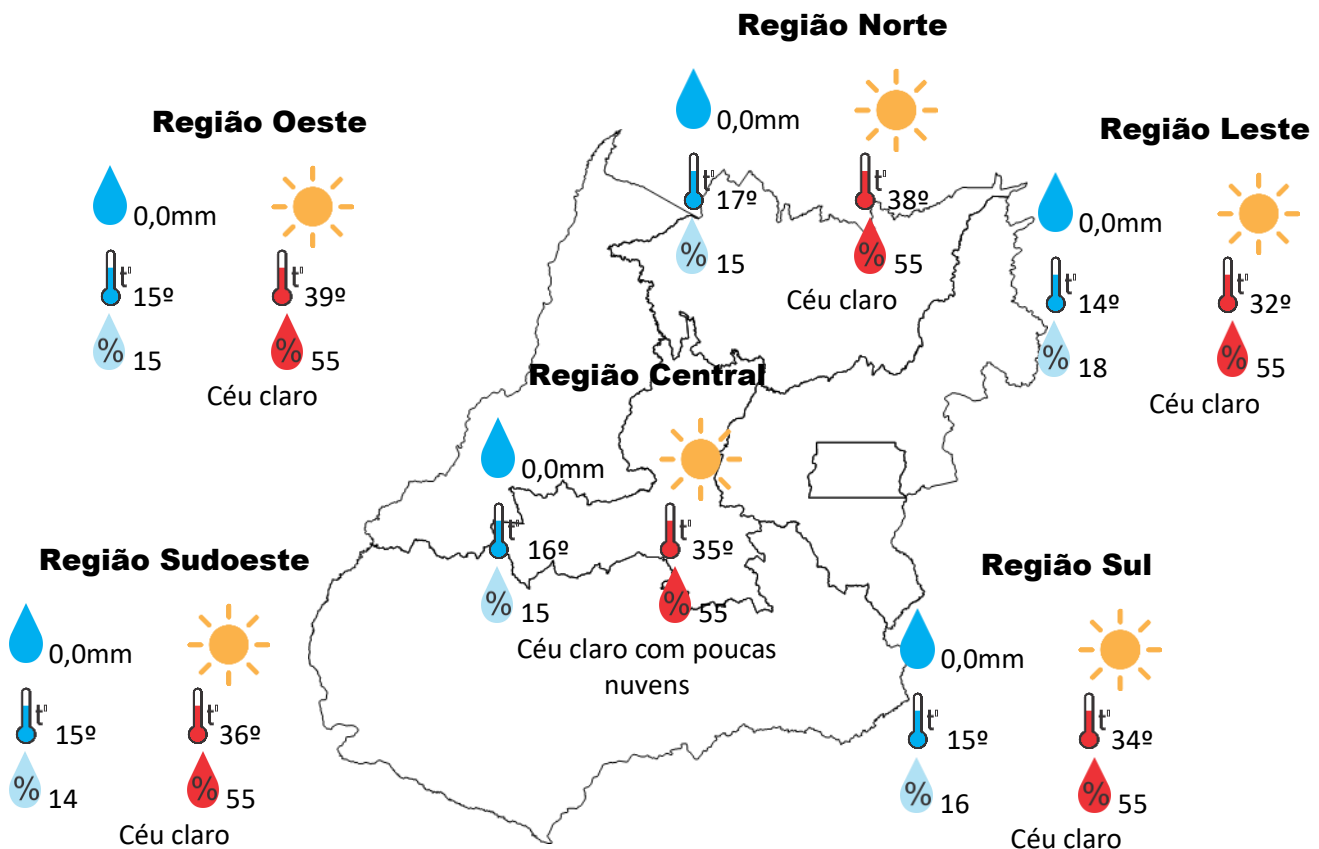 Região Norte
0,0mm
t°
17º
t°
38º
%
15
%
55
Céu claro
Região Oeste
0,0mm
t°
15º
t°
39º
%
15
%
55
Céu claro
Região Leste
0,0mm
t°
14º
t°
32º
%
18
%
55
Céu claro
Região Central
0,0mm
t°
16º
t°
35º
%
15
%
55
Céu claro com poucas
nuvens
Região Sudoeste
0,0mm
t°
15º
t°
36º
%
14
%
55
Céu claro
Região Sul
0,0mm
t°
15º
t°
34º
%
16
%
55
Céu claro